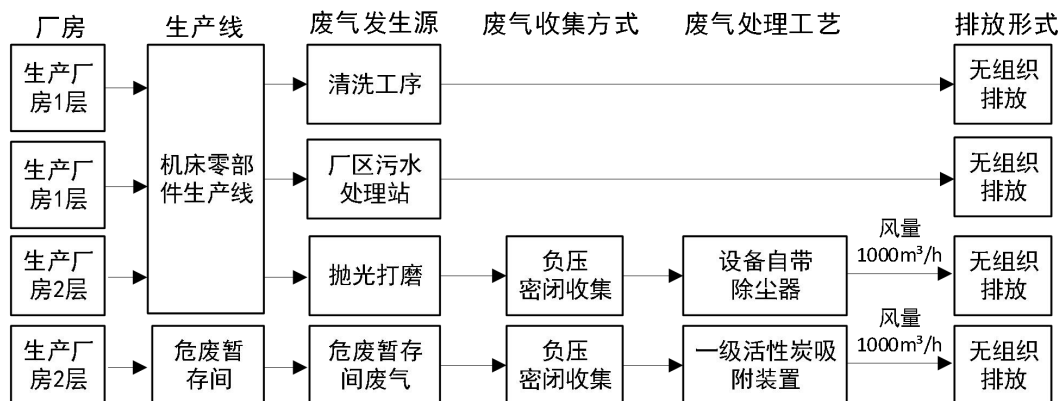 厂房 生产线 废气发生源 废气收集方式 废气处理工艺 排放形式
生产厂
房1层
清洗工序
无组织
排放
生产厂
房1层
机床零部
件生产线
厂区污水
处理站
无组织
排放
生产厂
房2层
抛光打磨
负压
密闭收集
设备自带
除尘器
风量
1000m³/h
无组织
排放
生产厂
房2层
危废暂
存间
危废暂存
间废气
负压
密闭收集
一级活性炭吸
附装置
风量
1000m³/h
无组织
排放